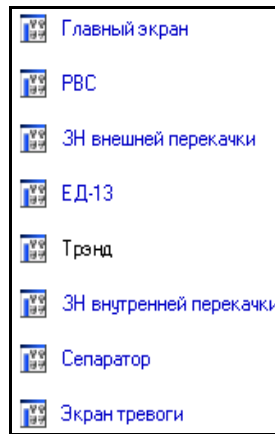 Главный экран
РВС
ЗН внешней перекачки
ЕД-13
Трэнд
ЗН внутренней перекачки
Сепаратор
Экран тревоги